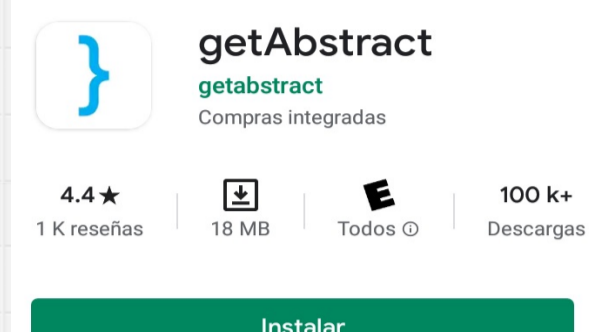 getAbstract
getabstract
Compras integradas
4.4★ 18 MB Todos 100 k+
1 K reseñas Descargas
Instalar